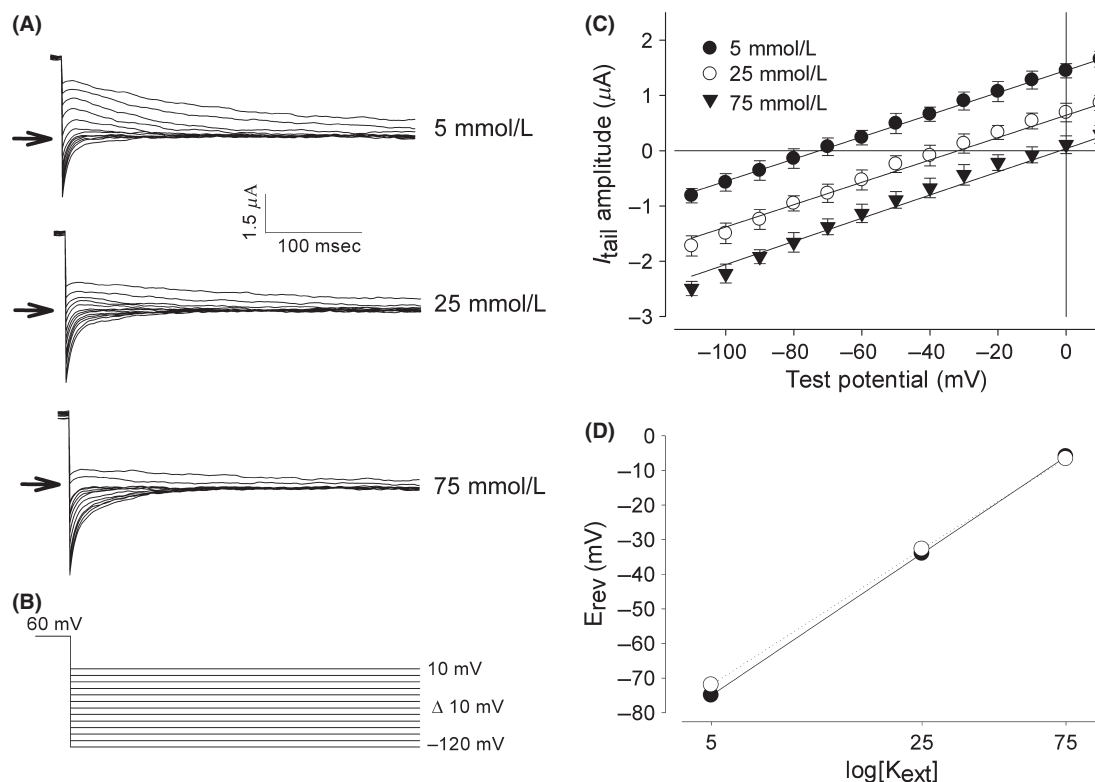 (A)
5 mmol/L
1.5 μA
100 msec
25 mmol/L
75 mmol/L
(B)
60 mV
10 mV
Δ 10 mV
–120 mV
(C)
5 mmol/L
25 mmol/L
75 mmol/L
Itail amplitude (μA)
2
1
0
–1
–2
–3
–100 –80 –60 –40 –20 0
Test potential (mV)
(D)
Erev (mV)
0
–10
–20
–30
–40
–50
–60
–70
–80
5 25 75
log[Kext]